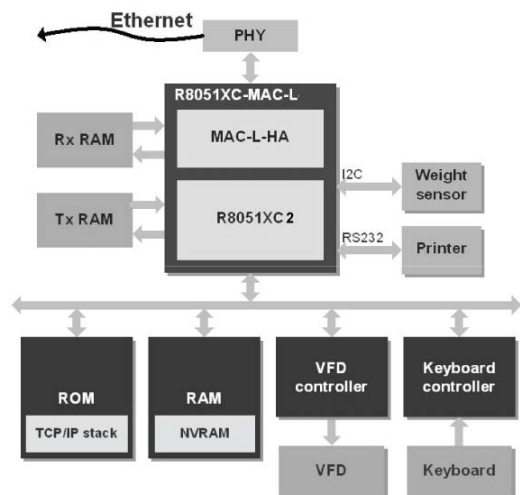 Ethernet
PHY
R8051XC-MAC-L
MAC-L-HA
Rx RAM
I2C
Weight
sensor
R8051XC2
Tx RAM
RS232
Printer
ROM
TCP/IP stack
RAM
NVRAM
VFD
controller
Keyboard
controller
VFD
Keyboard